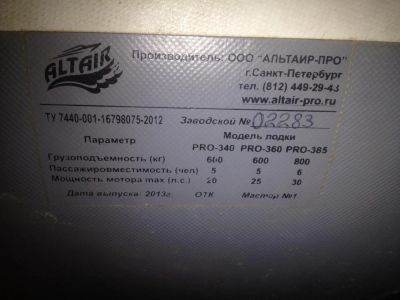 ALTAIR
Производитель: ООО "АЛЬТАИР-ПРО"
г.Санкт-Петербург
тел. (812) 449-29-43
www.altair-pro.ru
ТУ 7440-001-16798075-2012 Заводской № 02283
Параметр Модель лодки
PRO-340 PRO-360 PRO-385
Грузоподъемность (кг) 600 600 800
Пассажировместимость (чел) 5 5 6
Мощность мотора max (л.с.) 20 25 30
Дата выпуска: 2013г. ОТК Мастер №1